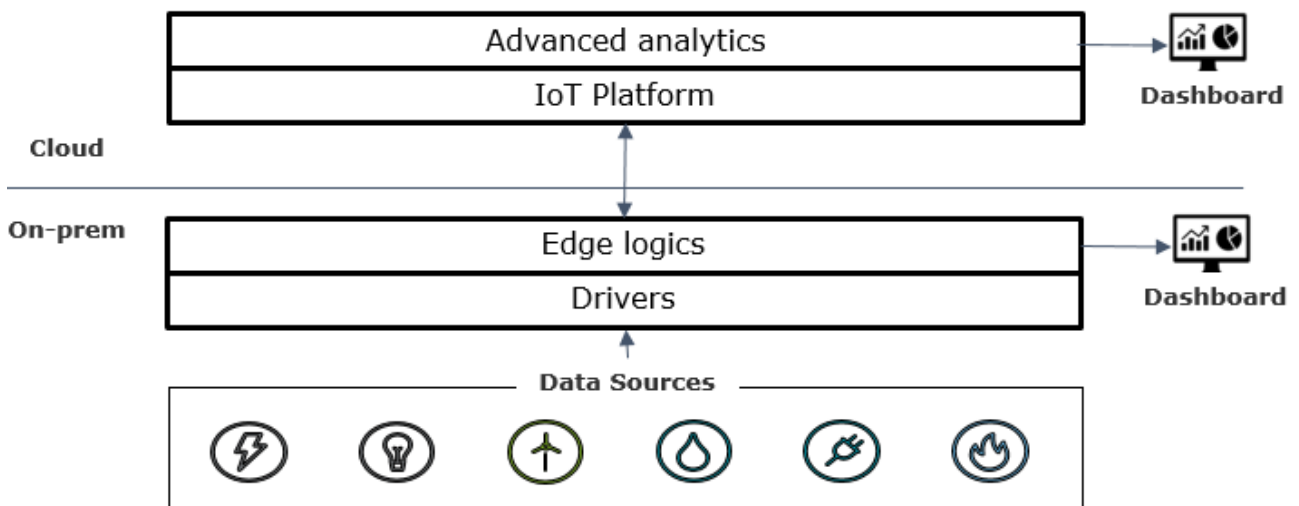 Advanced analytics
IoT Platform
Dashboard
Cloud
On-prem
Edge logics
Drivers
Dashboard
Data Sources